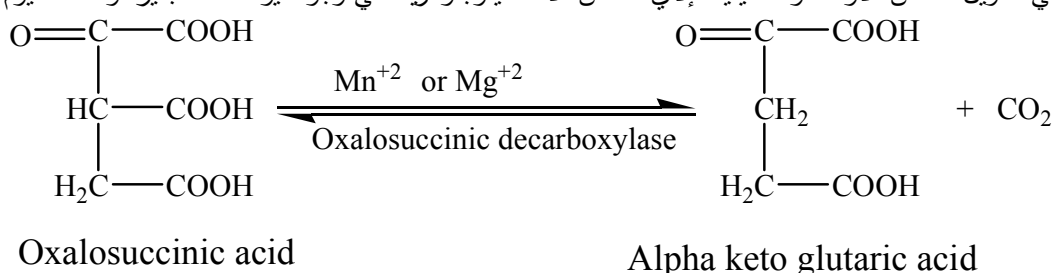 O=C—COOH
HC—COOH
H₂C—COOH
Oxalosuccinic acid
Mn⁺² or Mg⁺²
Oxalosuccinic decarboxylase
O=C—COOH
CH₂
H₂C—COOH
+ CO₂
Alpha keto glutaric acid